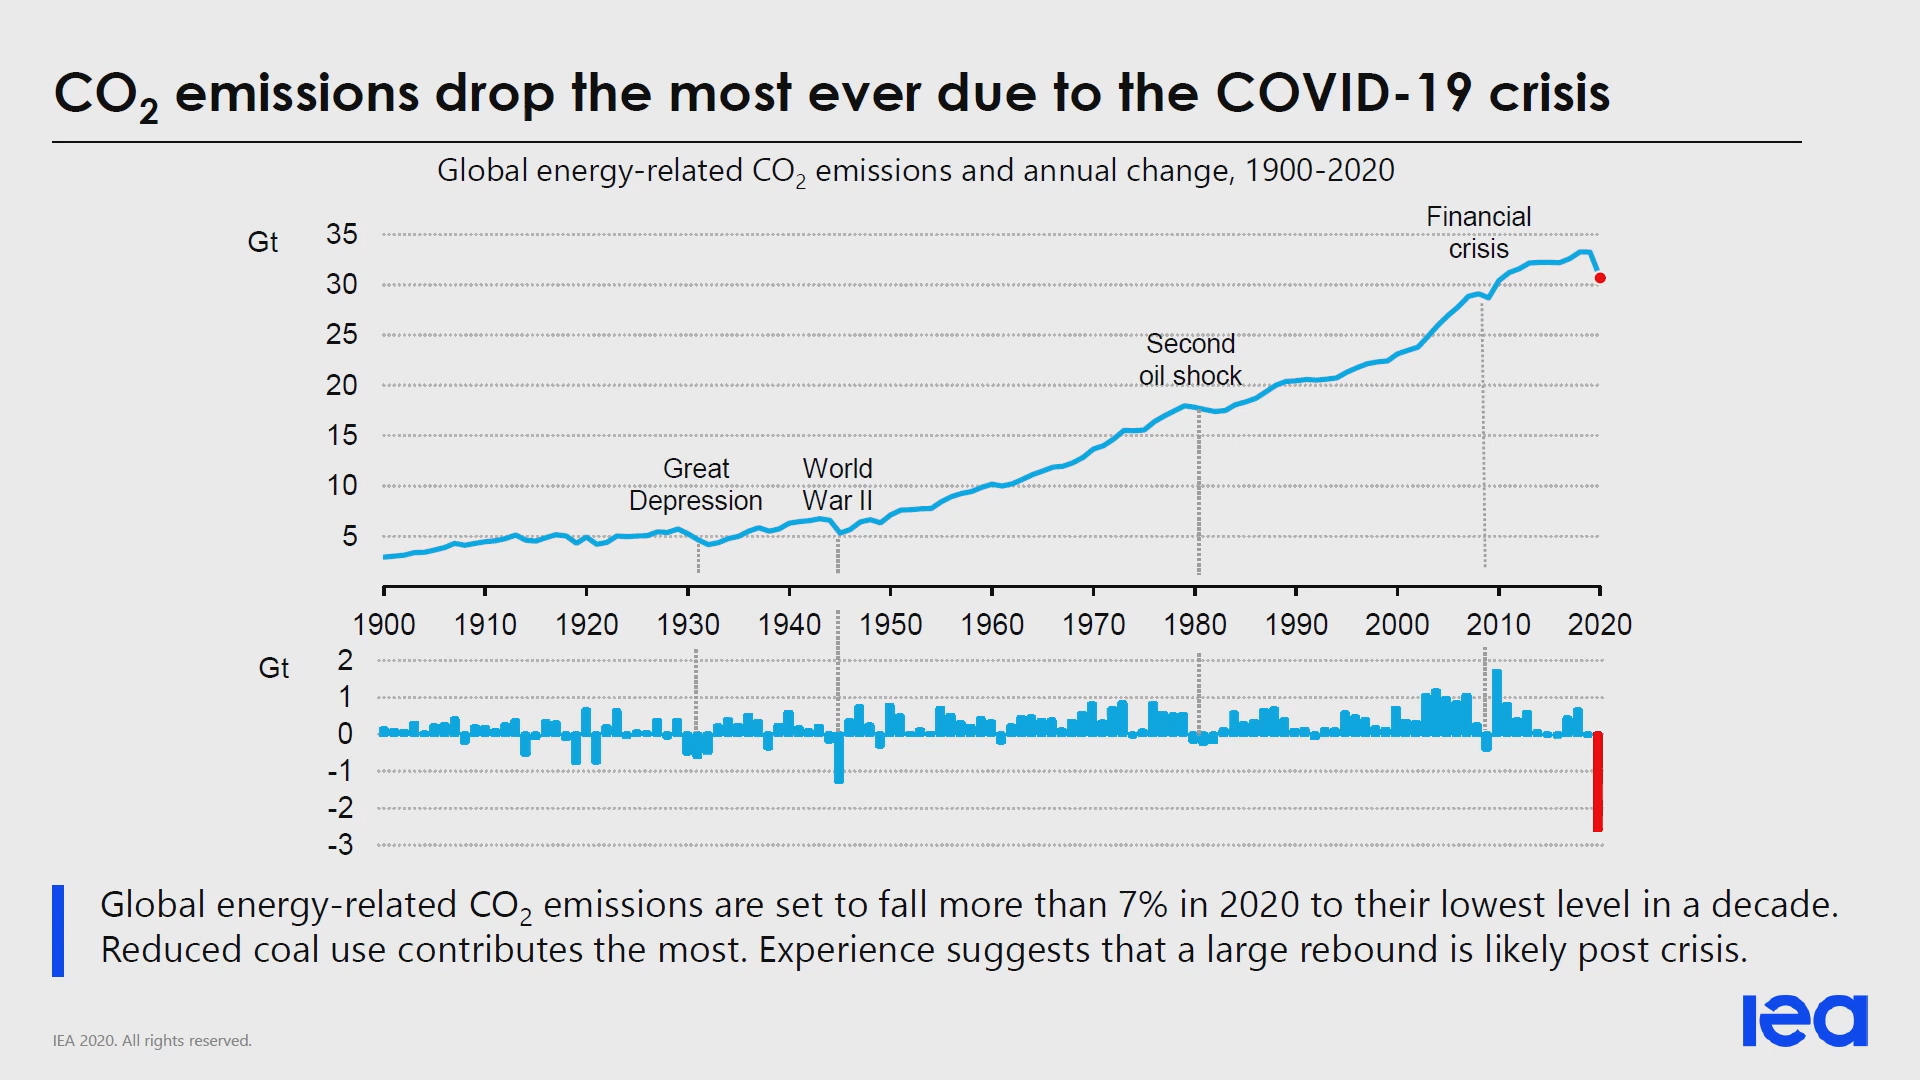 CO2 emissions drop the most ever due to the COVID-19 crisis
Global energy-related CO2 emissions and annual change, 1900-2020
Gt
35
30
25
20
15
10
5
Financial
crisis
Second
oil shock
Great
Depression
World
War II
1900 1910 1920 1930 1940 1950 1960 1970 1980 1990 2000 2010 2020
Gt
2
1
0
-1
-2
-3
Global energy-related CO2 emissions are set to fall more than 7% in 2020 to their lowest level in a decade.
Reduced coal use contributes the most. Experience suggests that a large rebound is likely post crisis.
IEA 2020. All rights reserved.
iea